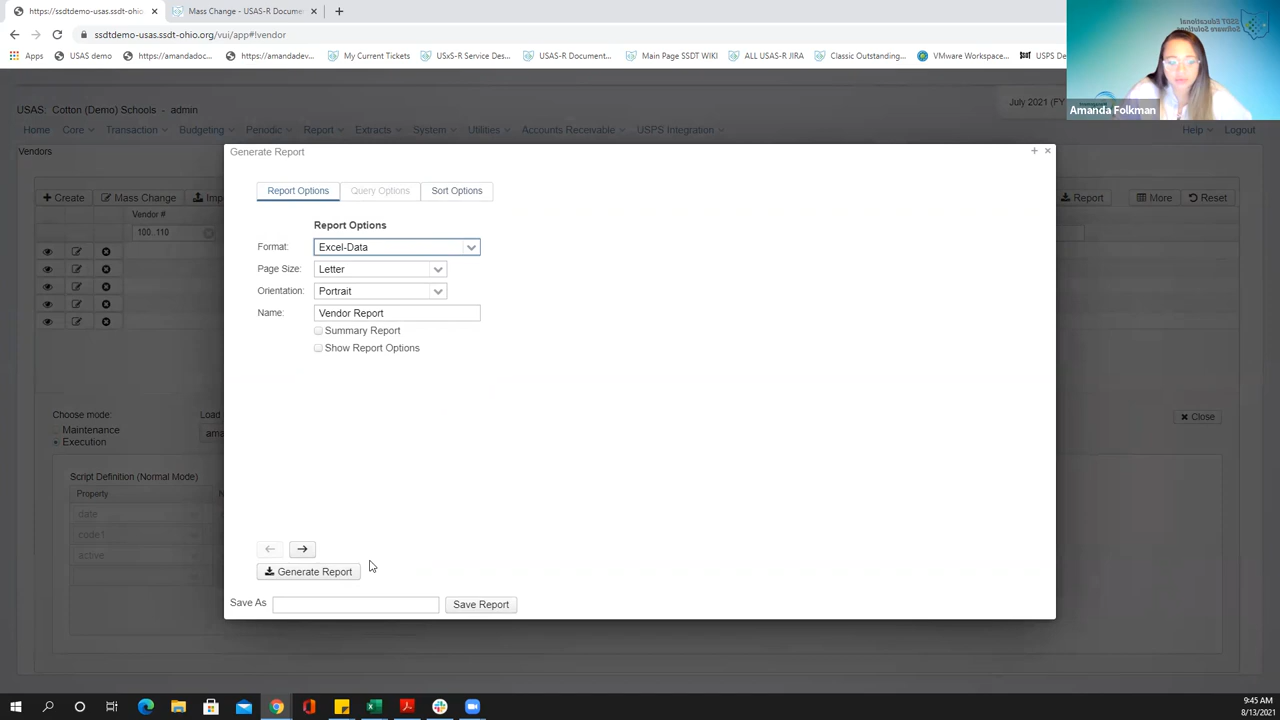 https://ssdtdemo-usas.ssdt-ohio
Mass Change - USAS-R Docume
ssdtdemo-usas.ssdt-ohio.org/vui/app#!vendor
Apps USAS demo https://amandadoc... https://amandadev... My Current Tickets USxS-R Service Des... USAS-R Document... Main Page SSDT WIKI ALL USAS-R JIRA Classic Outstanding... VMware Workspace... USPS De
SSDT Educational
Software Solutions
Amanda Folkman
USAS: Cotton (Demo) Schools - admin
July 2021 (FY
Home Core Transaction Budgeting Periodic Report Extracts System Utilities Accounts Receivable USPS Integration Help Logout
Vendors
Generate Report
Create Mass Change Imp
Report More Reset
Vendor #
100..110
Report Options Query Options Sort Options
Report Options
Format: Excel-Data
Page Size: Letter
Orientation: Portrait
Name: Vendor Report
Summary Report
Show Report Options
Choose mode: Load
Maintenance
Execution
ama
Close
Script Definition (Normal Mode)
Property
date
code1
active
Generate Report
Save As Save Report
9:45 AM
8/13/2021